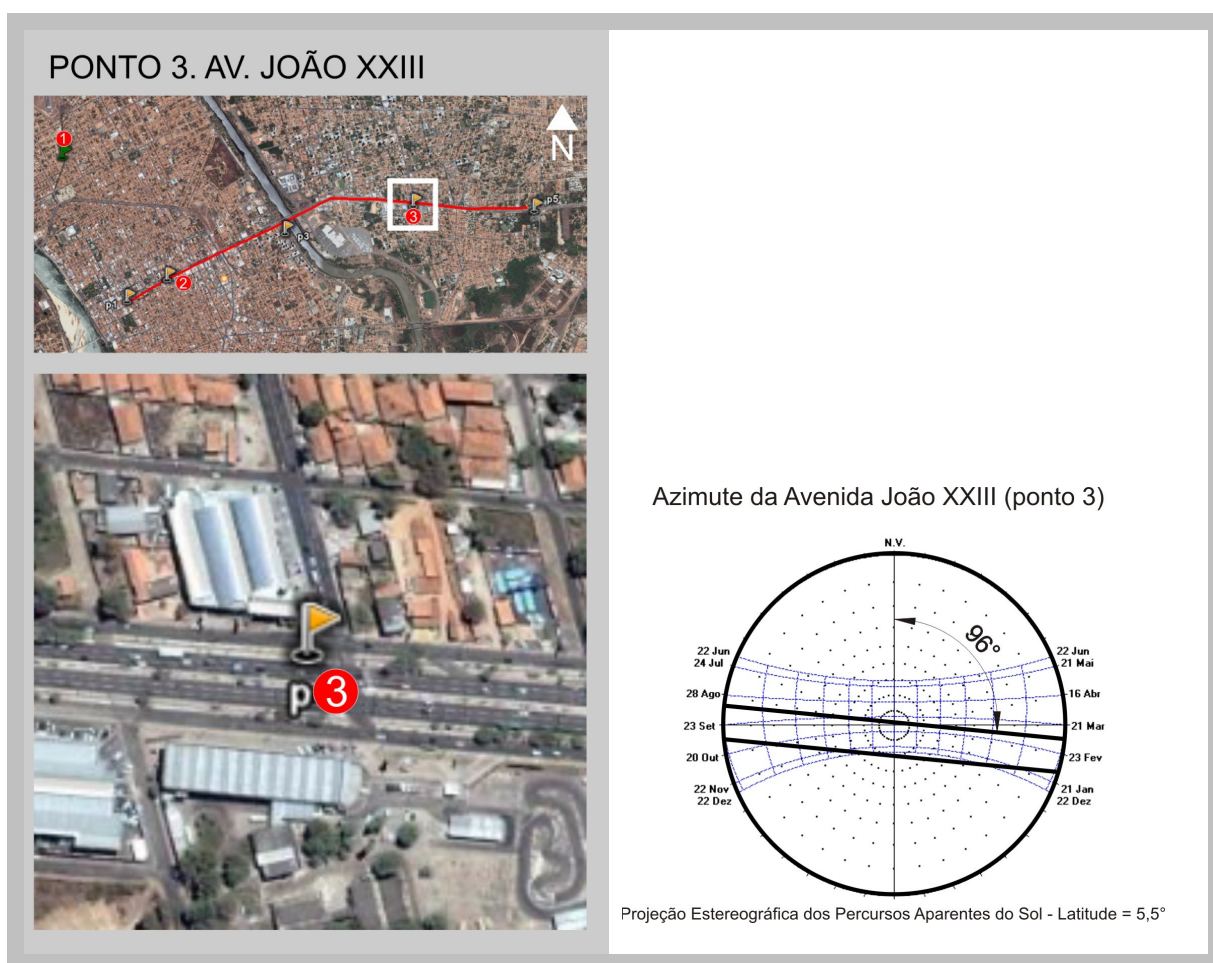 PONTO 3. AV. JOÃO XXIII
1
N
3
p5
p3
2
p1
p
3
Azimute da Avenida João XXIII (ponto 3)
N.V.
96°
22 Jun
24 Jul
28 Ago
23 Set
20 Out
22 Nov
22 Dez
22 Jun
21 Mai
16 Abr
21 Mar
23 Fev
21 Jan
22 Dez
Projeção Estereográfica dos Percursos Aparentes do Sol - Latitude = 5,5°